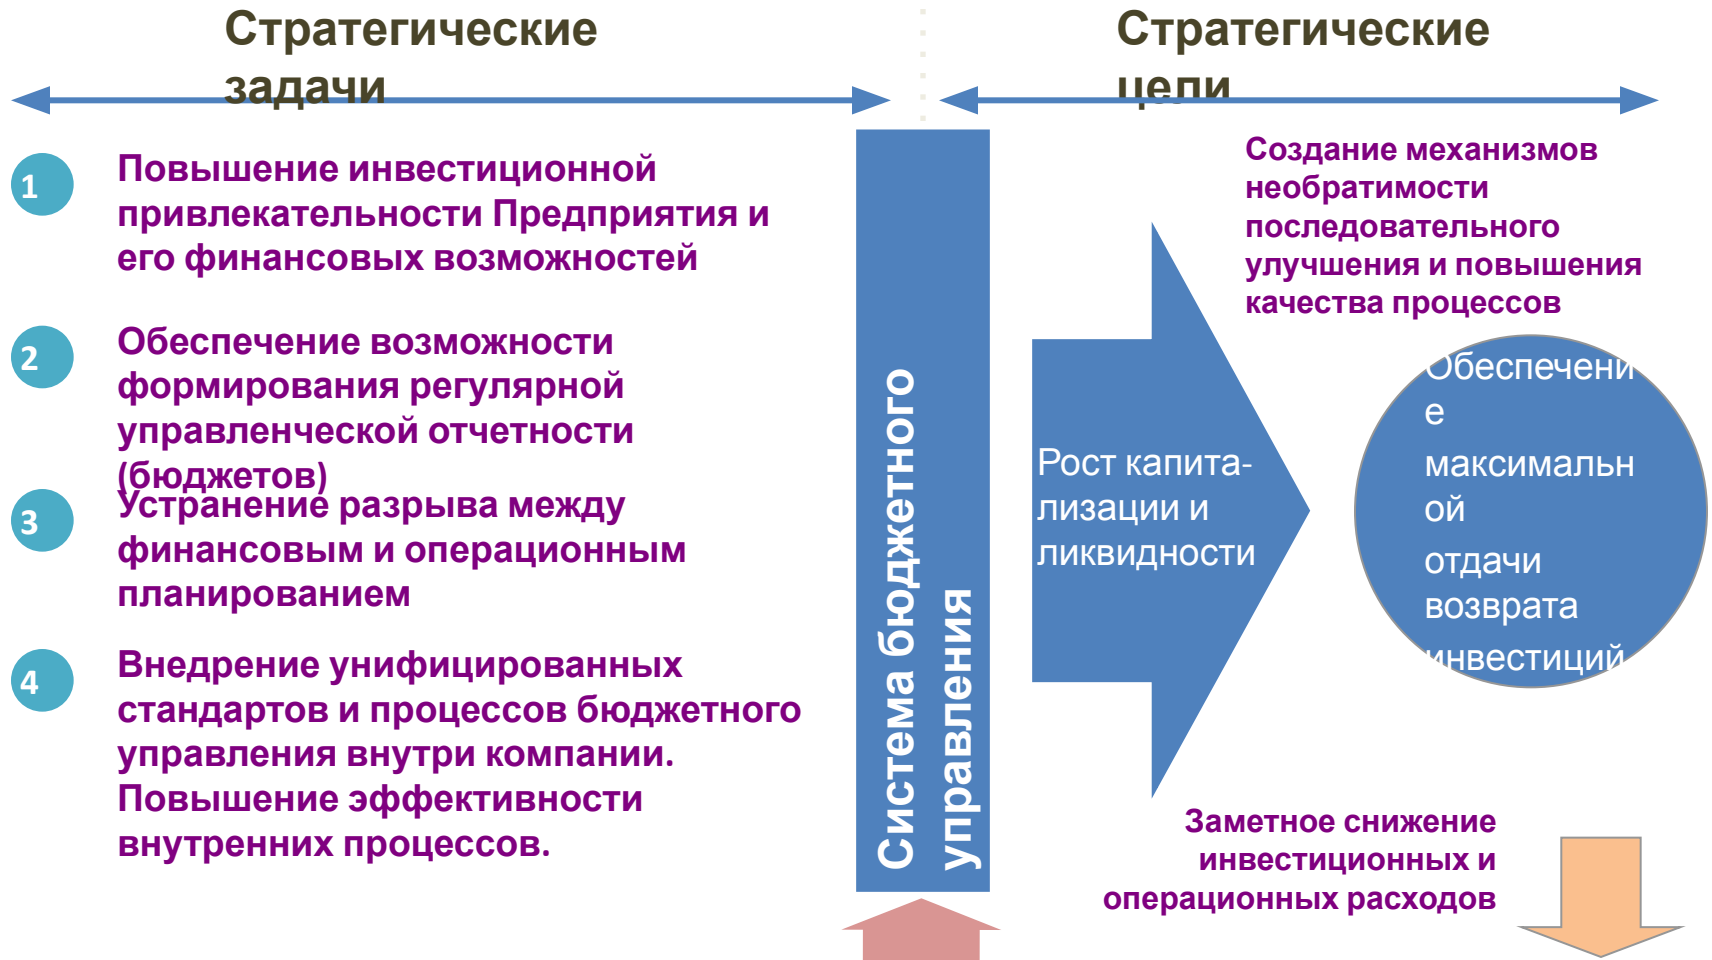 Стратегические
задачи
Стратегические
цели
1
Повышение инвестиционной
привлекательности Предприятия и
его финансовых возможностей
2
Обеспечение возможности
формирования регулярной
управленческой отчетности
(бюджетов)
3
Устранение разрыва между
финансовым и операционным
планированием
4
Внедрение унифицированных
стандартов и процессов бюджетного
управления внутри компании.
Повышение эффективности
внутренних процессов.
Система бюджетного
управления
Создание механизмов
необратимости
последовательного
улучшения и повышения
качества процессов
Рост капита-
лизации и
ликвидности
Обеспечени
е
максимальн
ой
отдачи
возврата
инвестиций
Заметное снижение
инвестиционных и
операционных расходов